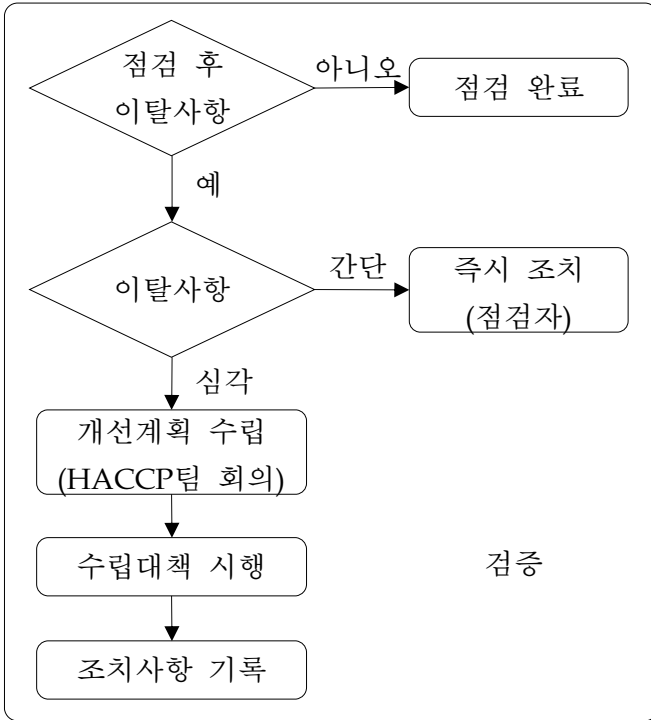 점검 후
이탈사항
아니오
점검 완료
예
이탈사항
간단
즉시 조치
(점검자)
심각
개선계획 수립
(HACCP팀 회의)
수립대책 시행
검증
조치사항 기록